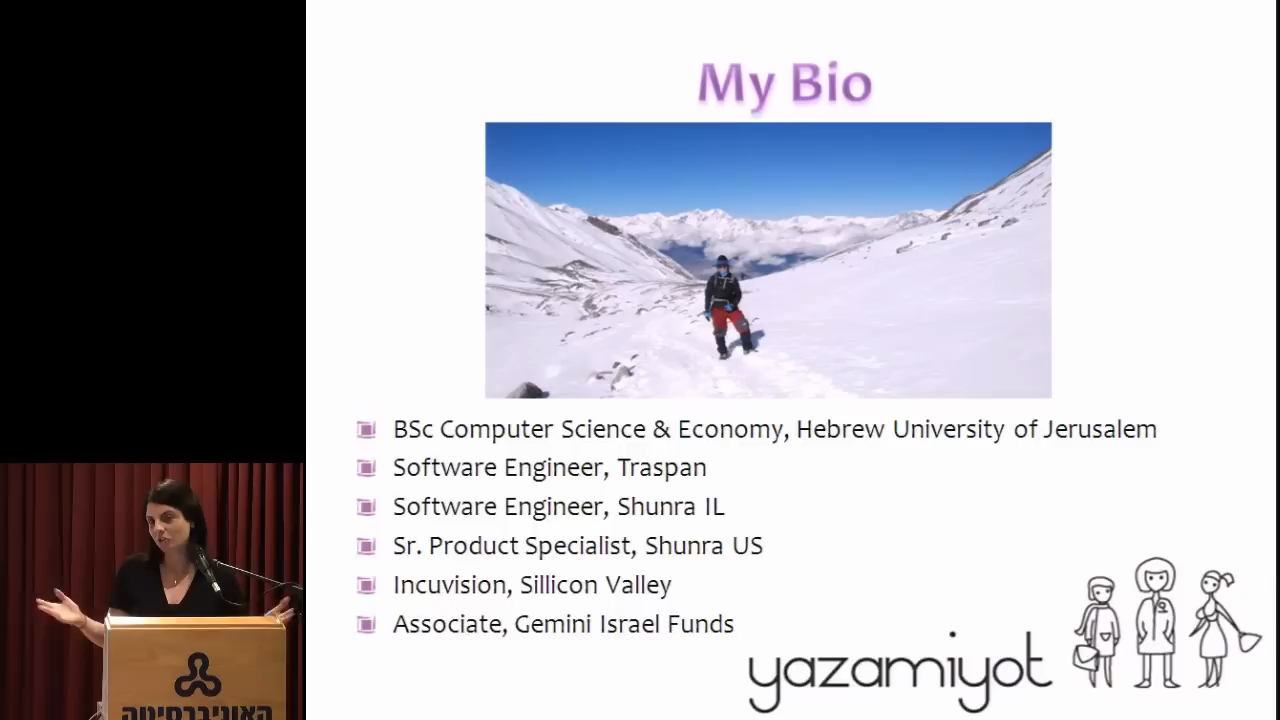 My Bio
BSc Computer Science & Economy, Hebrew University of Jerusalem
Software Engineer, Traspan
Software Engineer, Shunra IL
Sr. Product Specialist, Shunra US
Incuvision, Sillicon Valley
Associate, Gemini Israel Funds
yazamiyot
האוניברסיטה